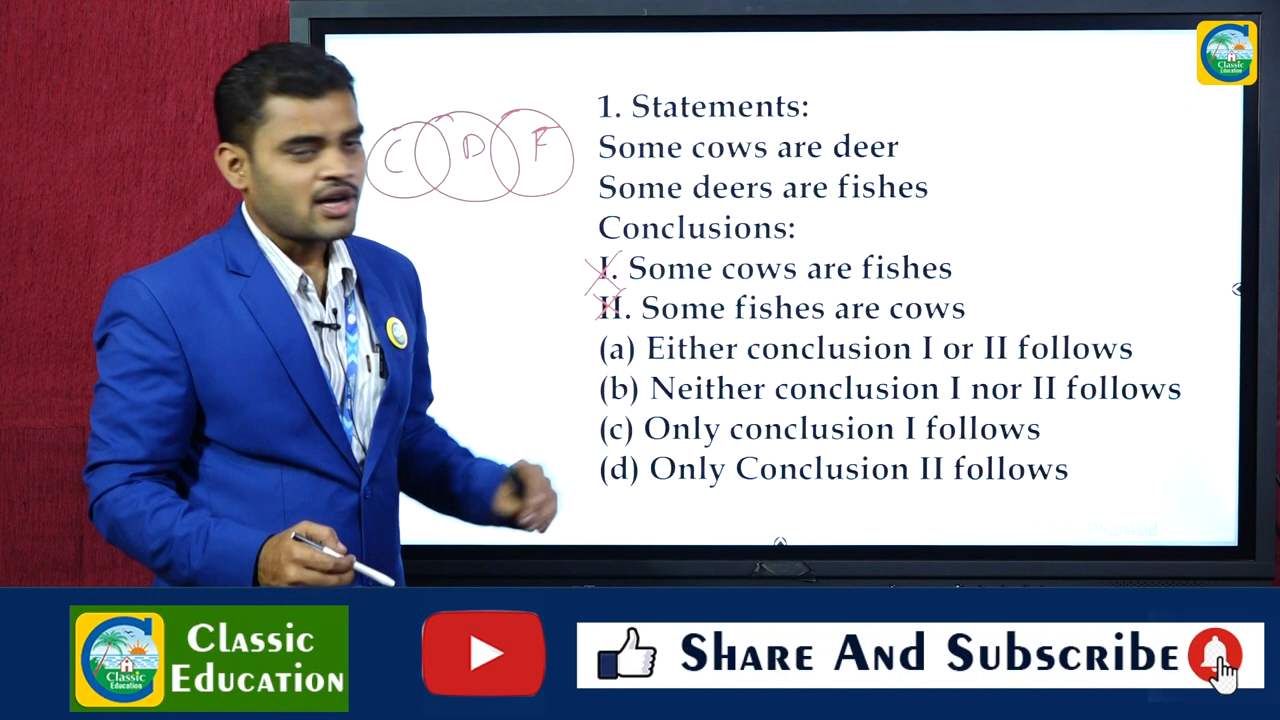 Classic
Education
C D F
1. Statements:
Some cows are deer
Some deers are fishes
Conclusions:
I. Some cows are fishes
II. Some fishes are cows
(a) Either conclusion I or II follows
(b) Neither conclusion I nor II follows
(c) Only conclusion I follows
(d) Only Conclusion II follows
Classic
Education
Classic
Education
Share And Subscribe